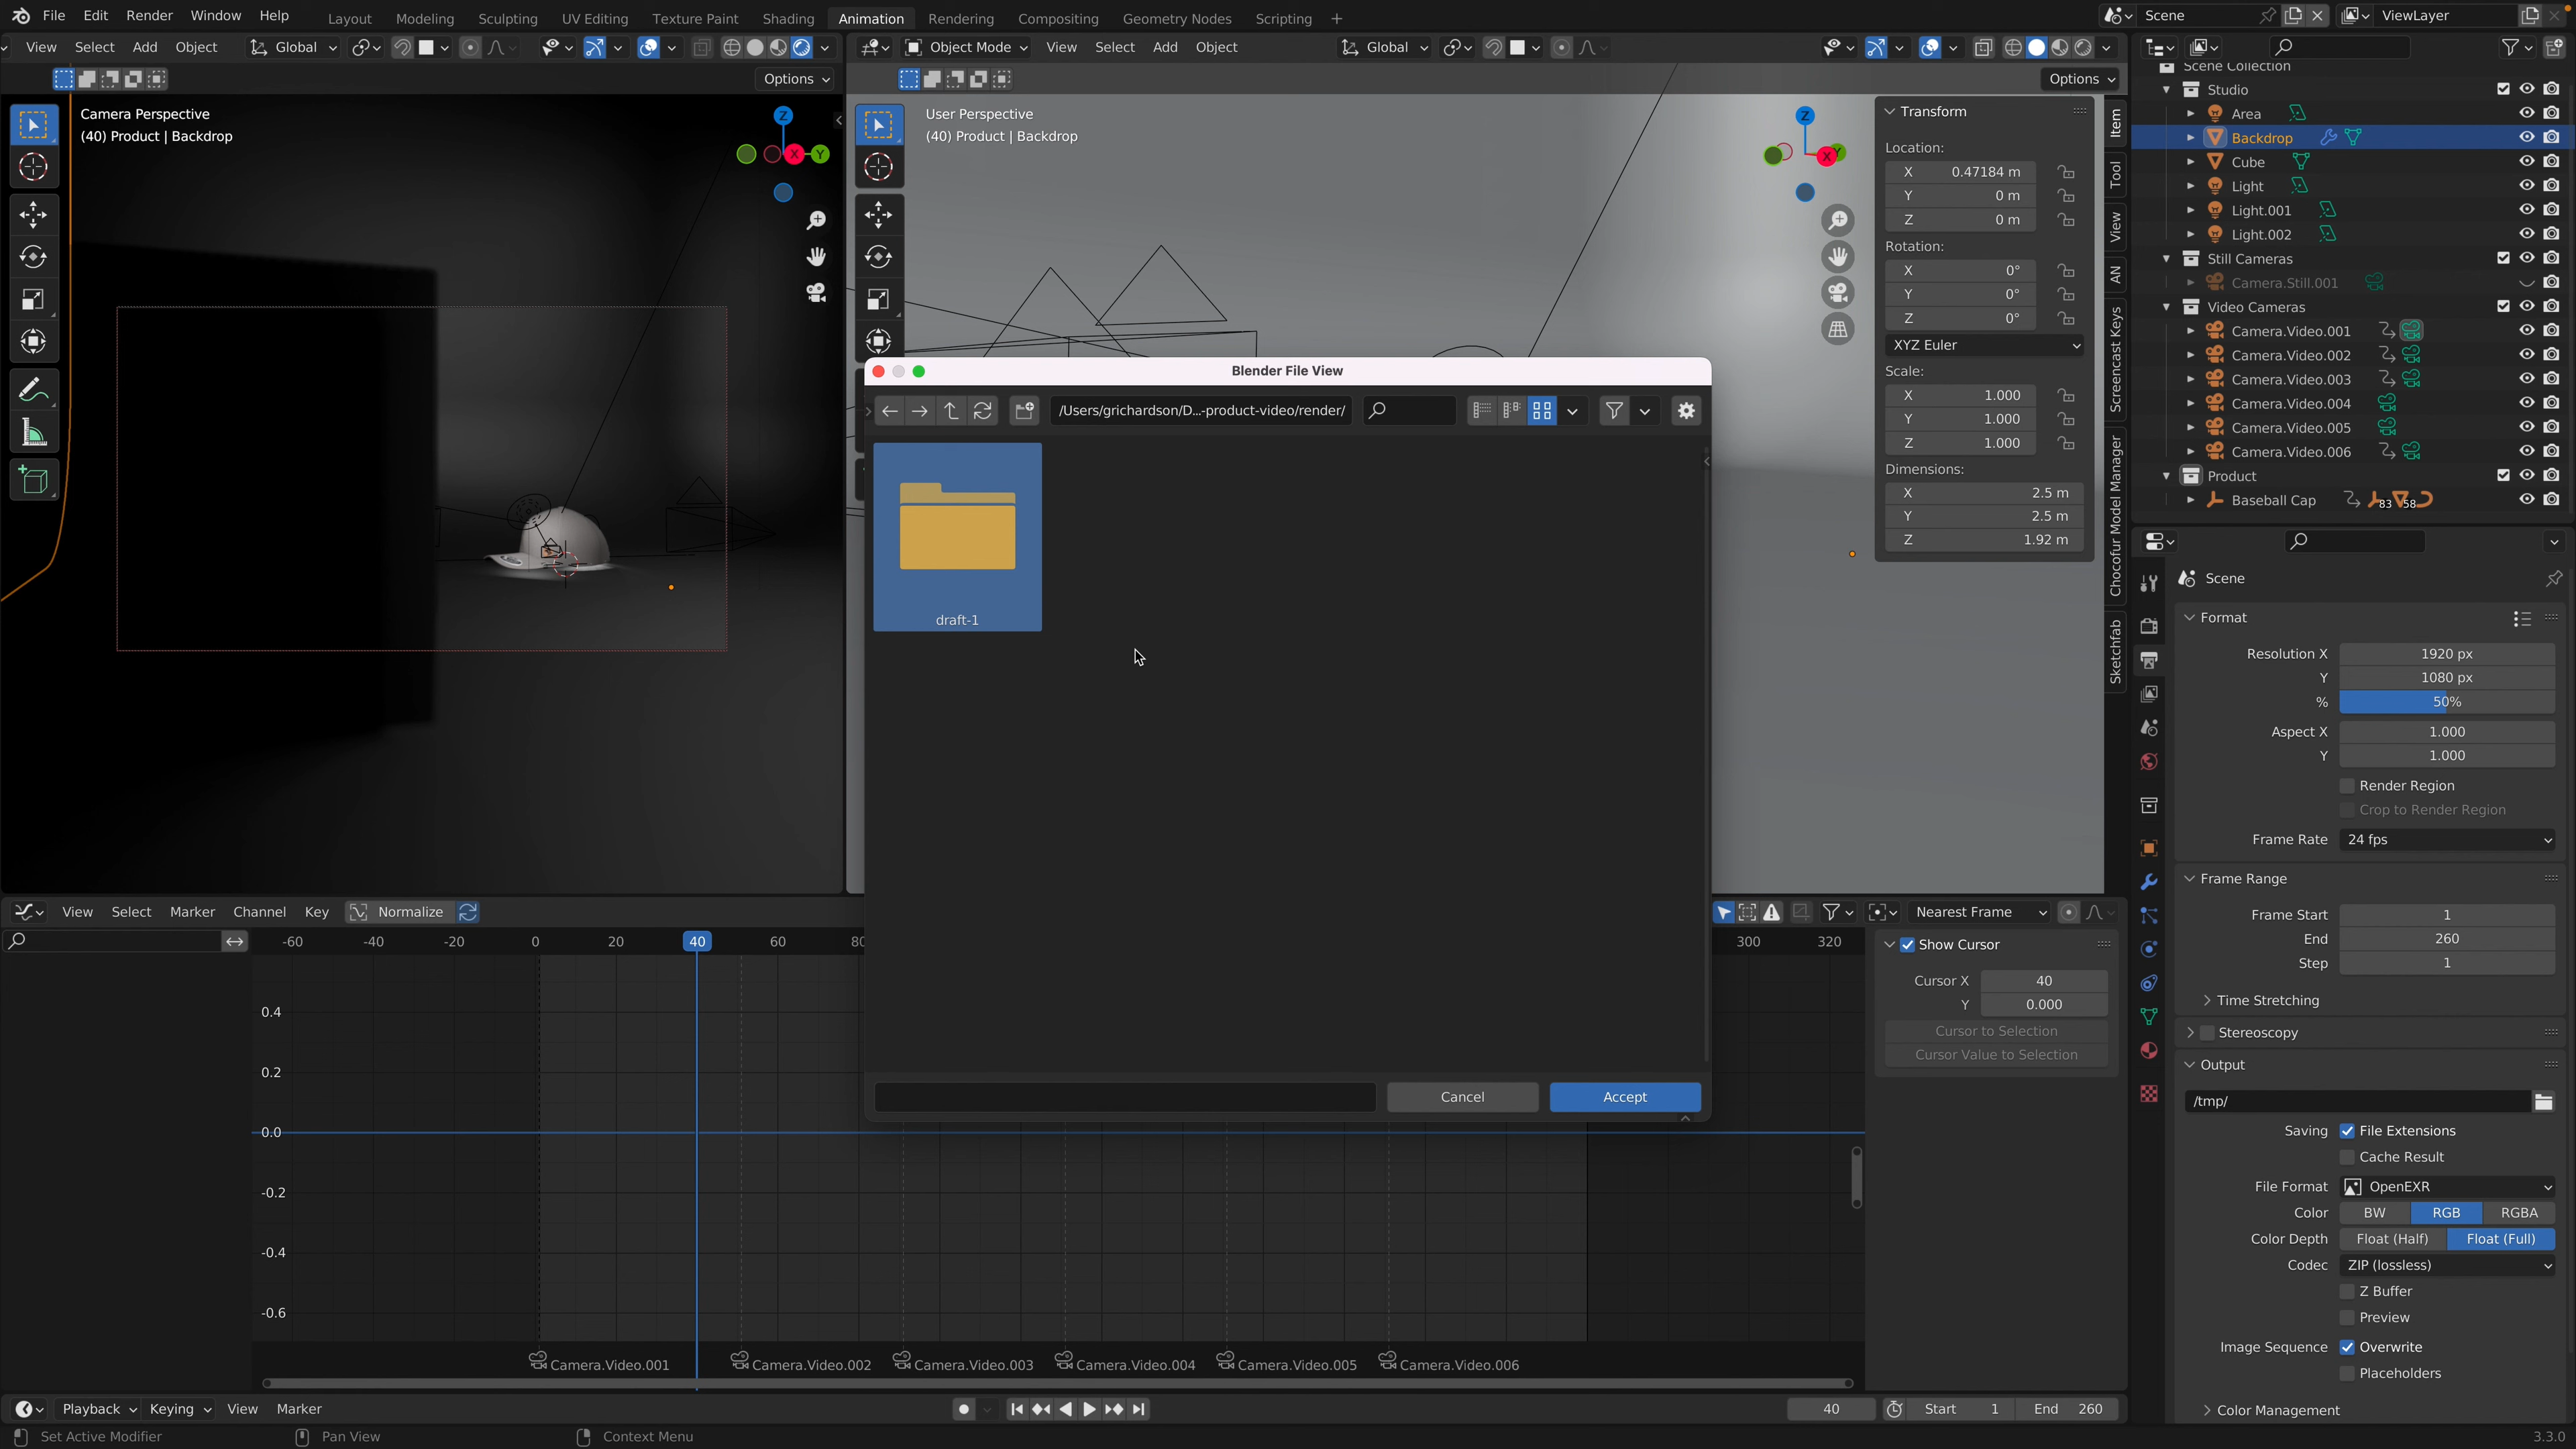 File Edit Render Window Help Layout Modeling Sculpting UV Editing Texture Paint Shading Animation Rendering Compositing Geometry Nodes Scripting + Scene ViewLayer
View Select Add Object Global Object Mode View Select Add Object Global
Options Options
Scene Collection
Studio
Area
Backdrop
Cube
Light
Light.001
Light.002
Still Cameras
Camera.Still.001
Video Cameras
Camera.Video.001
Camera.Video.002
Camera.Video.003
Camera.Video.004
Camera.Video.005
Camera.Video.006
Product
Baseball Cap 83 58
Camera Perspective
(40) Product | Backdrop
Z
X
Y
User Perspective
(40) Product | Backdrop
Z
X
Y
Transform
Location:
X 0.47184 m
Y 0 m
Z 0 m
Rotation:
X 0°
Y 0°
Z 0°
XYZ Euler
Scale:
X 1.000
Y 1.000
Z 1.000
Dimensions:
X 2.5 m
Y 2.5 m
Z 1.92 m
Item
Tool
View
AN
Screencast Keys
Chocofur Model Manager
Sketchfab
Blender File View
/Users/grichardson/D...-product-video/render/
draft-1
Cancel Accept
Scene
Format
Resolution X 1920 px
Y 1080 px
% 50%
Aspect X 1.000
Y 1.000
Render Region
Crop to Render Region
Frame Rate 24 fps
Frame Range
Frame Start 1
End 260
Step 1
Time Stretching
Stereoscopy
Output
/tmp/
Saving File Extensions
Cache Result
File Format OpenEXR
Color BW RGB RGBA
Color Depth Float (Half) Float (Full)
Codec ZIP (lossless)
Z Buffer
Preview
Image Sequence Overwrite
Placeholders
Color Management
View Select Marker Channel Key Normalize Nearest Frame
-60 -40 -20 0 20 40 60 80 300 320
0.4
0.2
0.0
-0.2
-0.4
-0.6
Show Cursor
Cursor X 40
Y 0.000
Cursor to Selection
Cursor Value to Selection
Camera.Video.001 Camera.Video.002 Camera.Video.003 Camera.Video.004 Camera.Video.005 Camera.Video.006
Playback Keying View Marker 40 Start 1 End 260
Set Active Modifier Pan View Context Menu 3.3.0